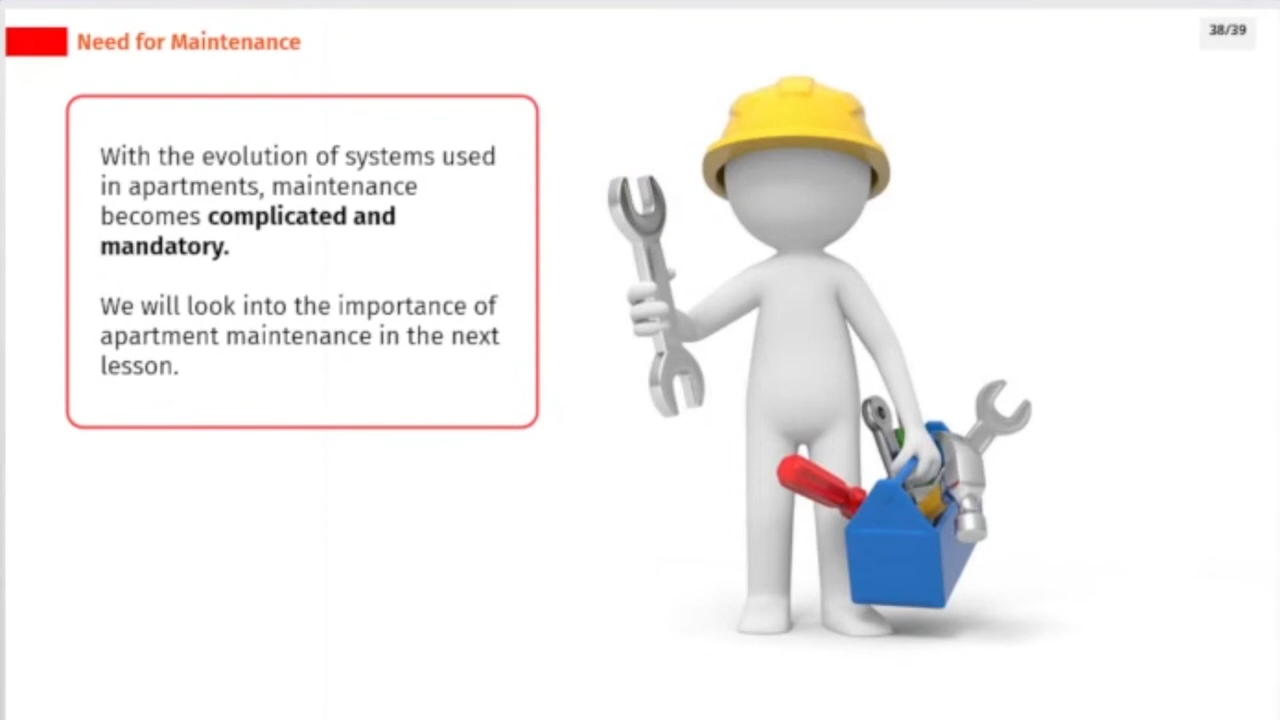 Need for Maintenance
38/39
With the evolution of systems used
in apartments, maintenance
becomes complicated and
mandatory.
We will look into the importance of
apartment maintenance in the next
lesson.